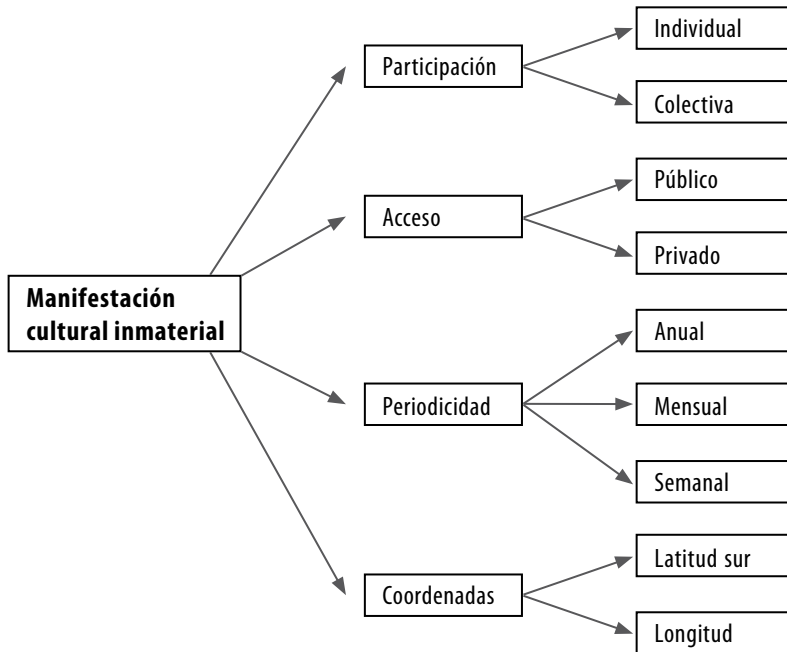 Manifestación
cultural inmaterial
Participación
Individual
Colectiva
Acceso
Público
Privado
Periodicidad
Anual
Mensual
Semanal
Coordenadas
Latitud sur
Longitud